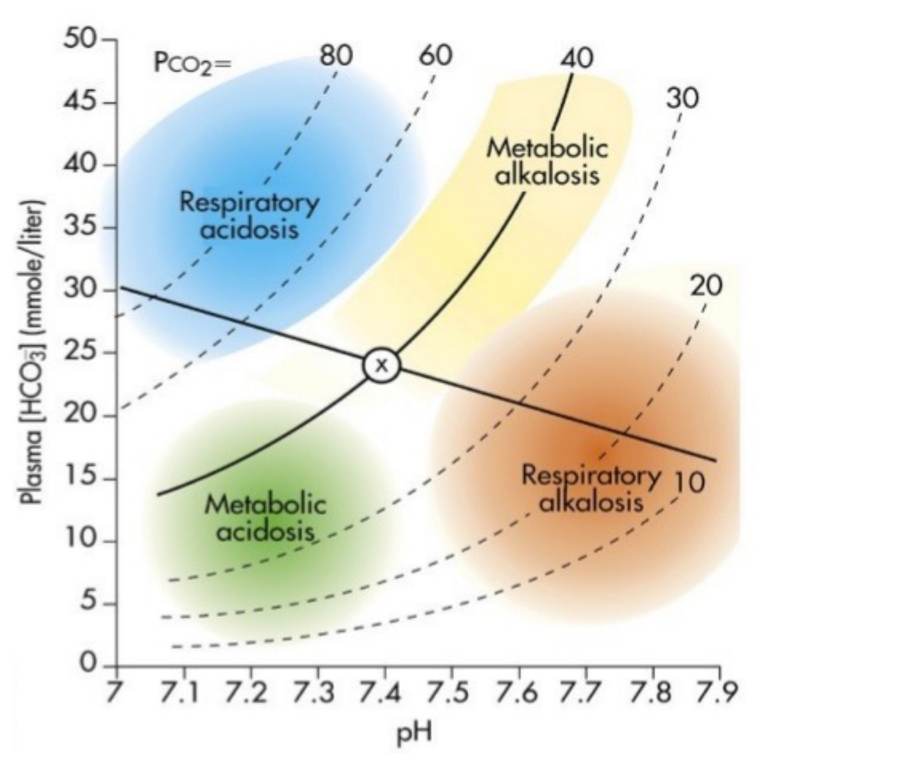 50
PCO2= 80 60 40 30
45
Metabolic
alkalosis
40
Respiratory
acidosis
35
30
20
25
x
20
15
Respiratory
alkalosis
10
Metabolic
acidosis
10
5
0
7 7.1 7.2 7.3 7.4 7.5 7.6 7.7 7.8 7.9
pH
Plasma [HCO3̄] (mmole/liter)